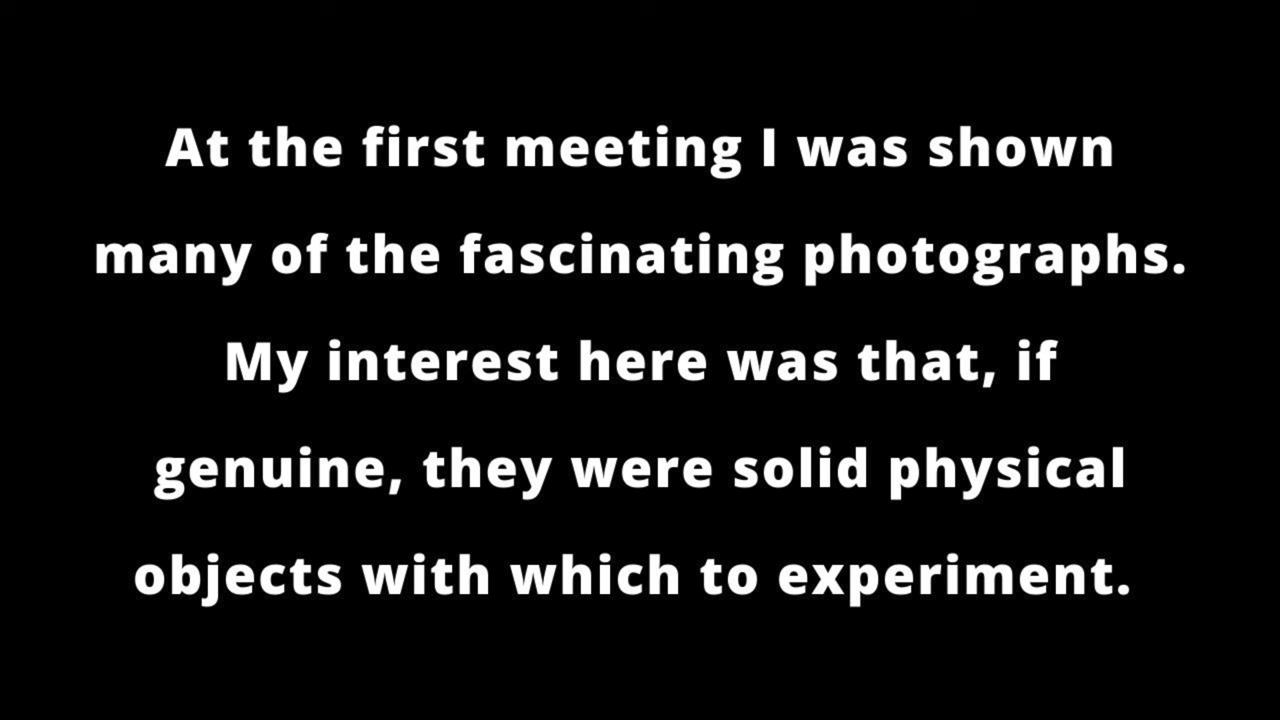 At the first meeting I was shown
many of the fascinating photographs.
My interest here was that, if
genuine, they were solid physical
objects with which to experiment.